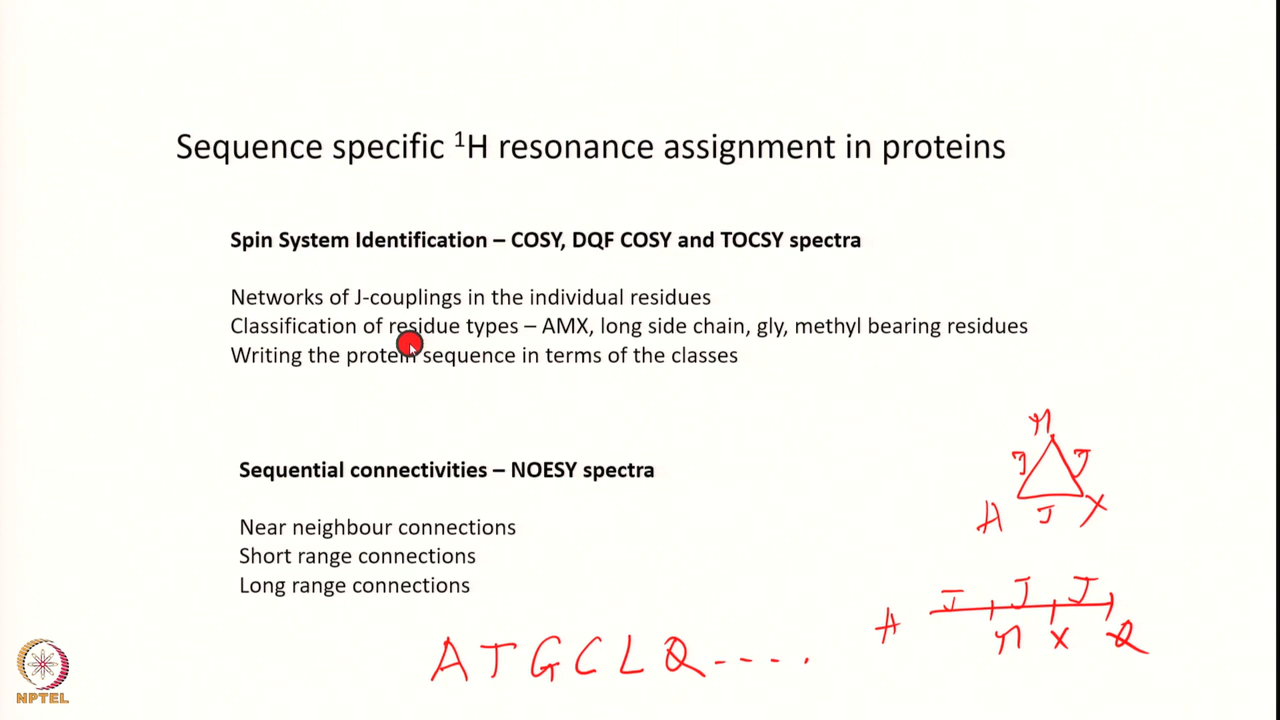 Sequence specific ¹H resonance assignment in proteins
Spin System Identification – COSY, DQF COSY and TOCSY spectra
Networks of J-couplings in the individual residues
Classification of residue types – AMX, long side chain, gly, methyl bearing residues
Writing the protein sequence in terms of the classes
M
J J
A J X
Sequential connectivities – NOESY spectra
Near neighbour connections
Short range connections
Long range connections
J J J
A M X Q
A T G C L Q ----.
NPTEL